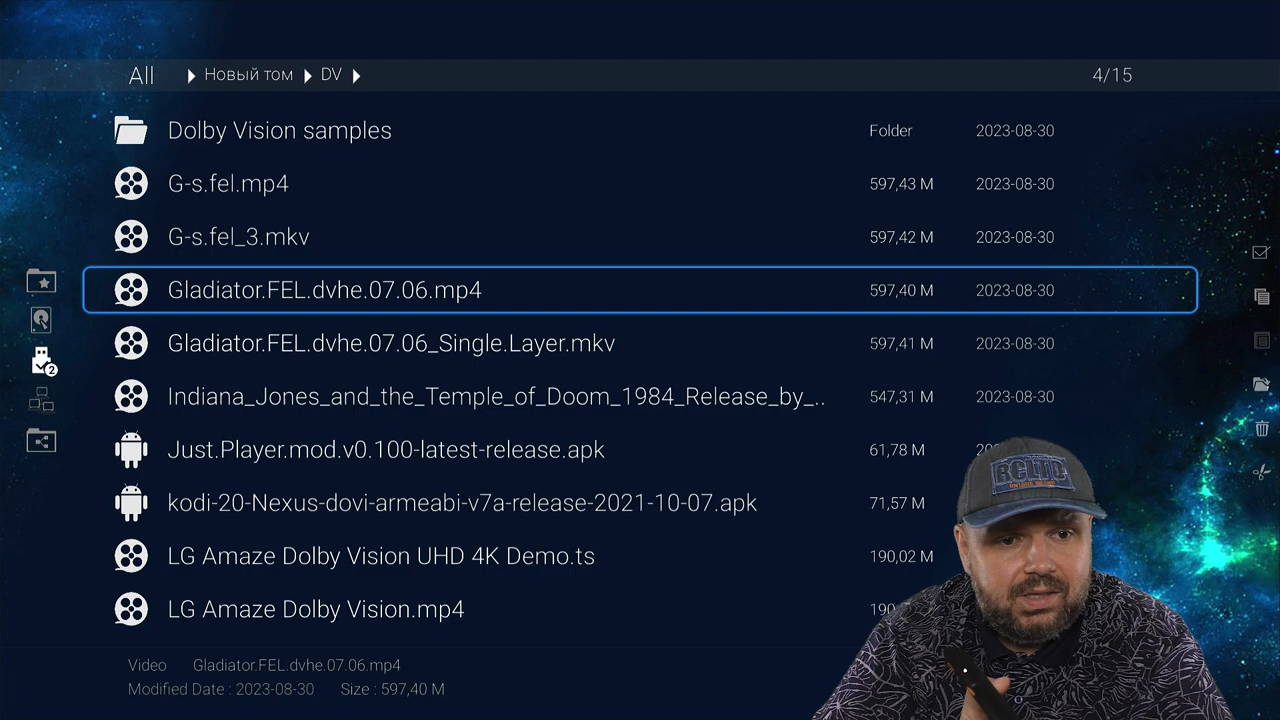 All Новый том DV 4/15
Dolby Vision samples Folder 2023-08-30
G-s.fel.mp4 597,43 M 2023-08-30
G-s.fel_3.mkv 597,42 M 2023-08-30
Gladiator.FEL.dvhe.07.06.mp4 597,40 M 2023-08-30
Gladiator.FEL.dvhe.07.06_Single.Layer.mkv 597,41 M 2023-08-30
Indiana_Jones_and_the_Temple_of_Doom_1984_Release_by_.. 547,31 M 2023-08-30
Just.Player.mod.v0.100-latest-release.apk 61,78 M
kodi-20-Nexus-dovi-armeabi-v7a-release-2021-10-07.apk 71,57 M
LG Amaze Dolby Vision UHD 4K Demo.ts 190,02 M
LG Amaze Dolby Vision.mp4
2
BCLTD
Video Gladiator.FEL.dvhe.07.06.mp4
Modified Date : 2023-08-30 Size : 597,40 M